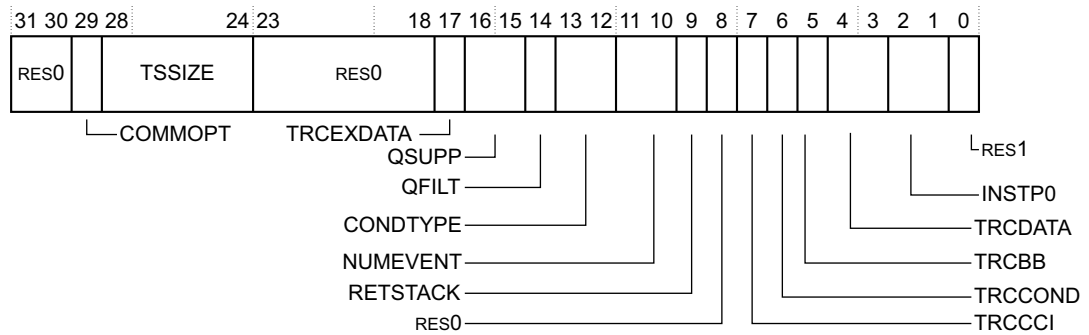 31 30 29 28 24 23 18 17 16 15 14 13 12 11 10 9 8 7 6 5 4 3 2 1 0
RES0 TSSIZE RES0
COMMOPT TRCEXDATA
QSUPP RES1
QFILT INSTP0
CONDTYPE TRCDATA
NUMEVENT TRCBB
RETSTACK TRCCOND
RES0 TRCCCI